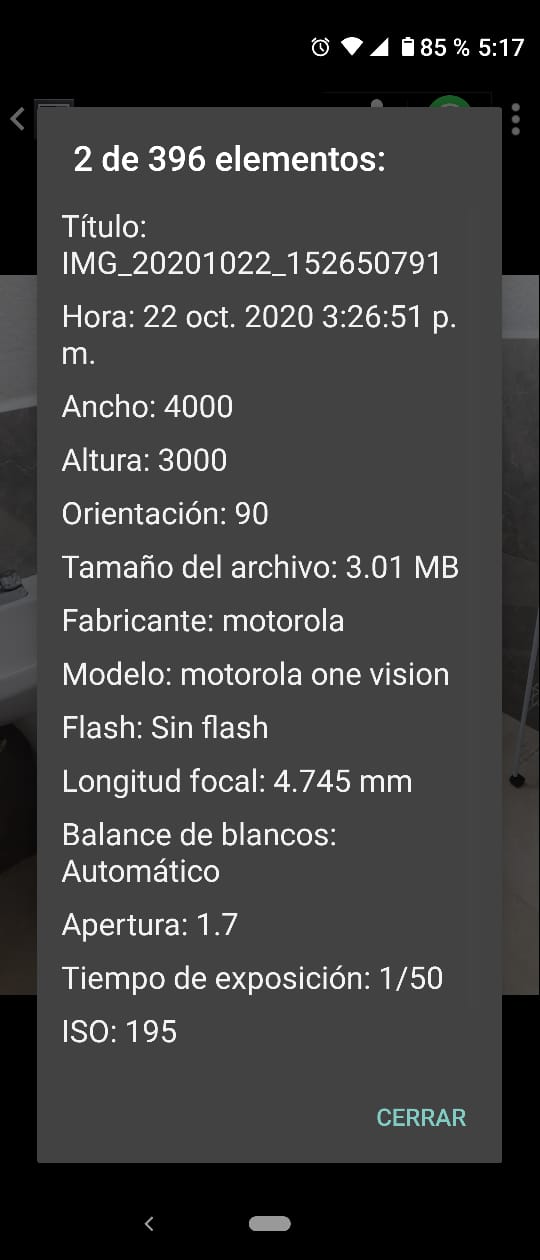 85 % 5:17
2 de 396 elementos:
Título:
IMG_20201022_152650791
Hora: 22 oct. 2020 3:26:51 p.
m.
Ancho: 4000
Altura: 3000
Orientación: 90
Tamaño del archivo: 3.01 MB
Fabricante: motorola
Modelo: motorola one vision
Flash: Sin flash
Longitud focal: 4.745 mm
Balance de blancos:
Automático
Apertura: 1.7
Tiempo de exposición: 1/50
ISO: 195
CERRAR